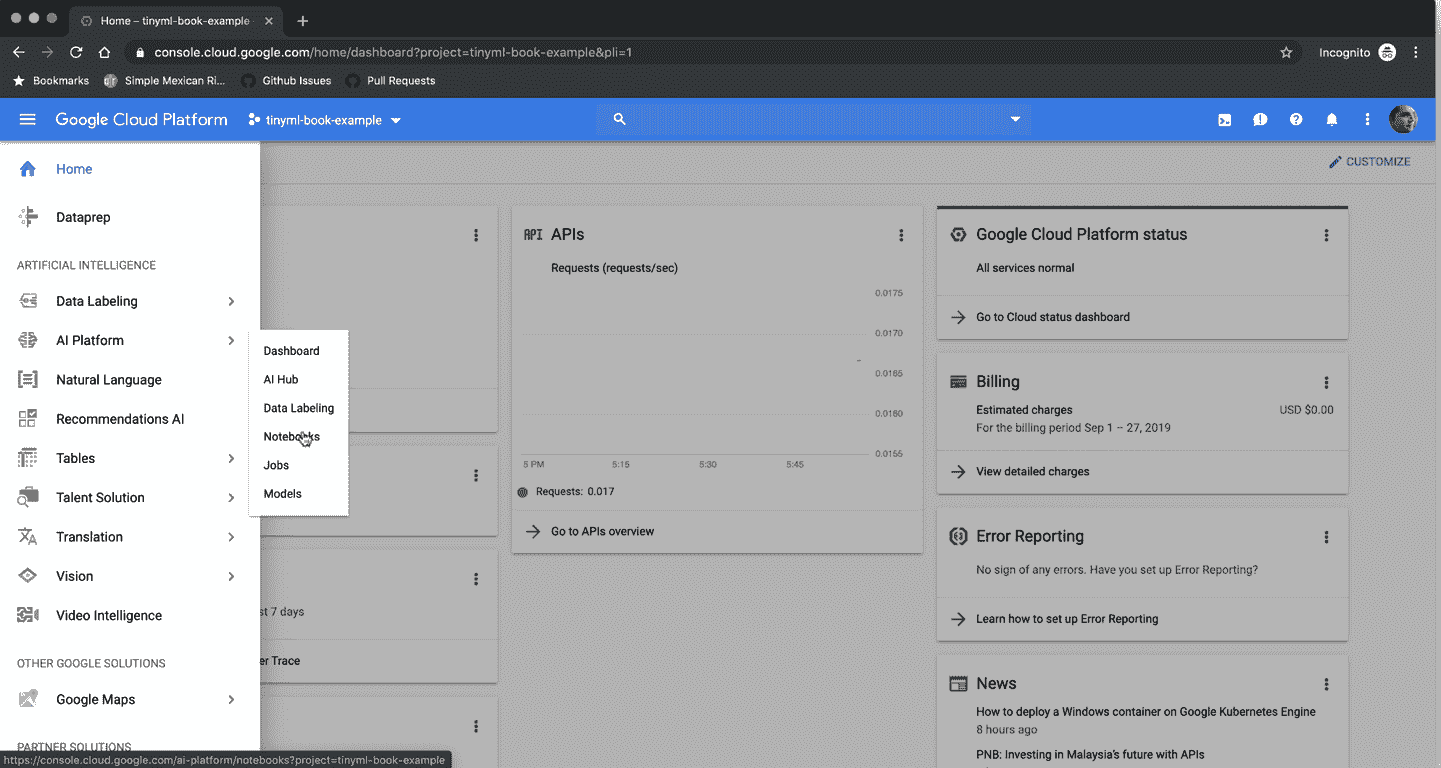 Home – tinyml-book-example
console.cloud.google.com/home/dashboard?project=tinyml-book-example&pli=1
Incognito
Bookmarks
Simple Mexican Ri...
Github Issues
Pull Requests
Google Cloud Platform
tinyml-book-example
Home
Dataprep
ARTIFICIAL INTELLIGENCE
Data Labeling
AI Platform
Natural Language
Recommendations AI
Tables
Talent Solution
Translation
Vision
Video Intelligence
OTHER GOOGLE SOLUTIONS
Google Maps
PARTNER SOLUTIONS
https://console.cloud.google.com/ai-platform/notebooks?project=tinyml-book-example
Dashboard
AI Hub
Data Labeling
Notebooks
Jobs
Models
st 7 days
er Trace
CUSTOMIZE
API APIs
Requests (requests/sec)
0.0175
0.0170
0.0165
0.0160
0.0155
5 PM 5:15 5:30 5:45
Requests: 0.017
Go to APIs overview
Google Cloud Platform status
All services normal
Go to Cloud status dashboard
Billing
Estimated charges USD $0.00
For the billing period Sep 1 – 27, 2019
View detailed charges
Error Reporting
No sign of any errors. Have you set up Error Reporting?
Learn how to set up Error Reporting
News
How to deploy a Windows container on Google Kubernetes Engine
8 hours ago
PNB: Investing in Malaysia's future with APIs